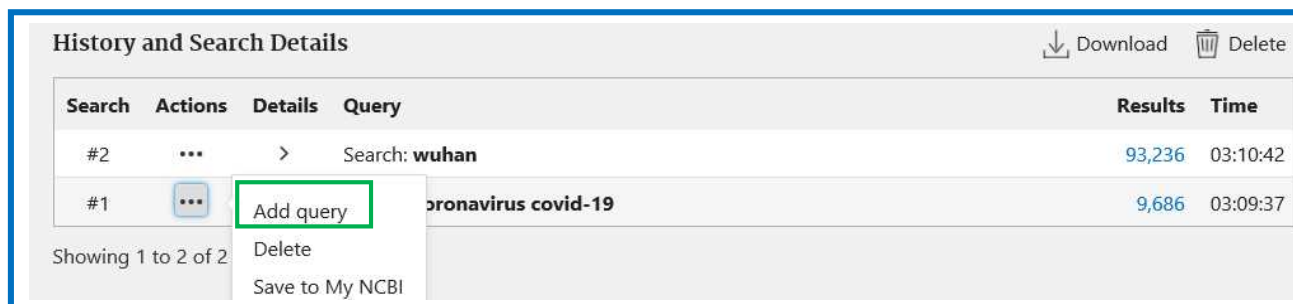 History and Search Details Download Delete
Search Actions Details Query Results Time
#2 ... > Search: wuhan 93,236 03:10:42
#1 ... oronavirus covid-19 9,686 03:09:37
Add query
Showing 1 to 2 of 2 Delete
Save to My NCBI